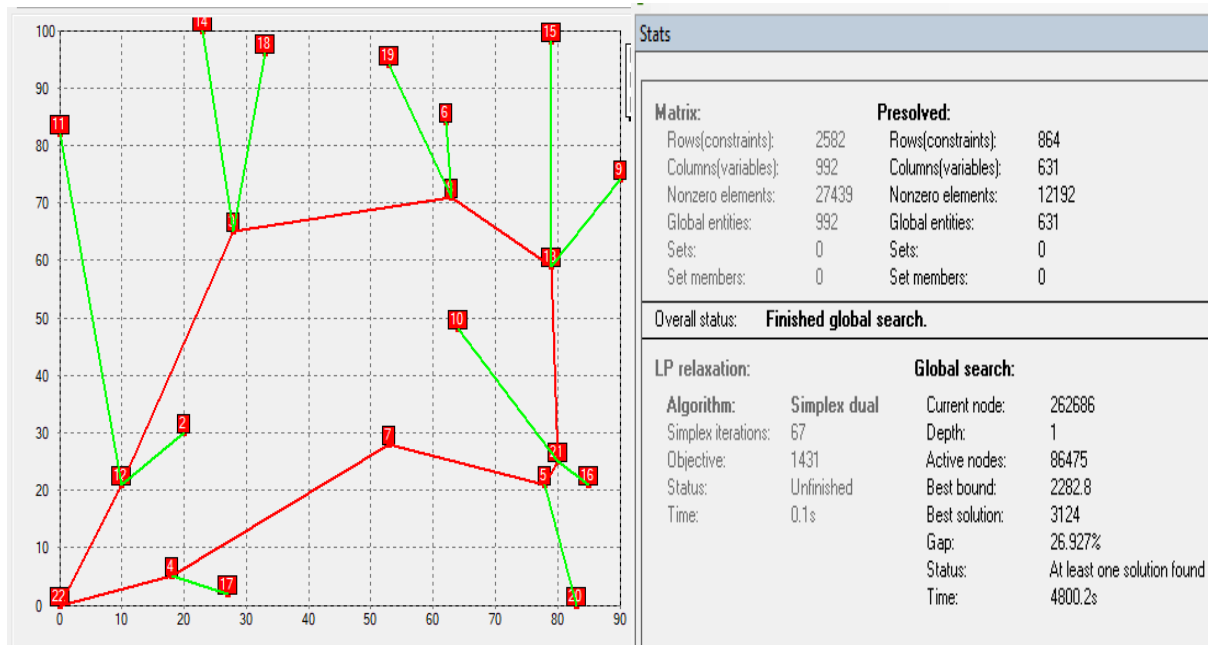 14
15
100
18
19
90
11
6
80
9
70
13
60
50
10
40
2
30
7
21
12
5
16
20
10
4
17
22
20
0
0 10 20 30 40 50 60 70 80 90
Stats
Matrix: Presolved:
Rows(constraints): 2582 Rows(constraints): 864
Columns(variables): 992 Columns(variables): 631
Nonzero elements: 27439 Nonzero elements: 12192
Global entities: 992 Global entities: 631
Sets: 0 Sets: 0
Set members: 0 Set members: 0
Overall status: Finished global search.
LP relaxation: Global search:
Algorithm: Simplex dual Current node: 262686
Simplex iterations: 67 Depth: 1
Objective: 1431 Active nodes: 86475
Status: Unfinished Best bound: 2282.8
Time: 0.1s Best solution: 3124
Gap: 26.927%
Status: At least one solution found
Time: 4800.2s